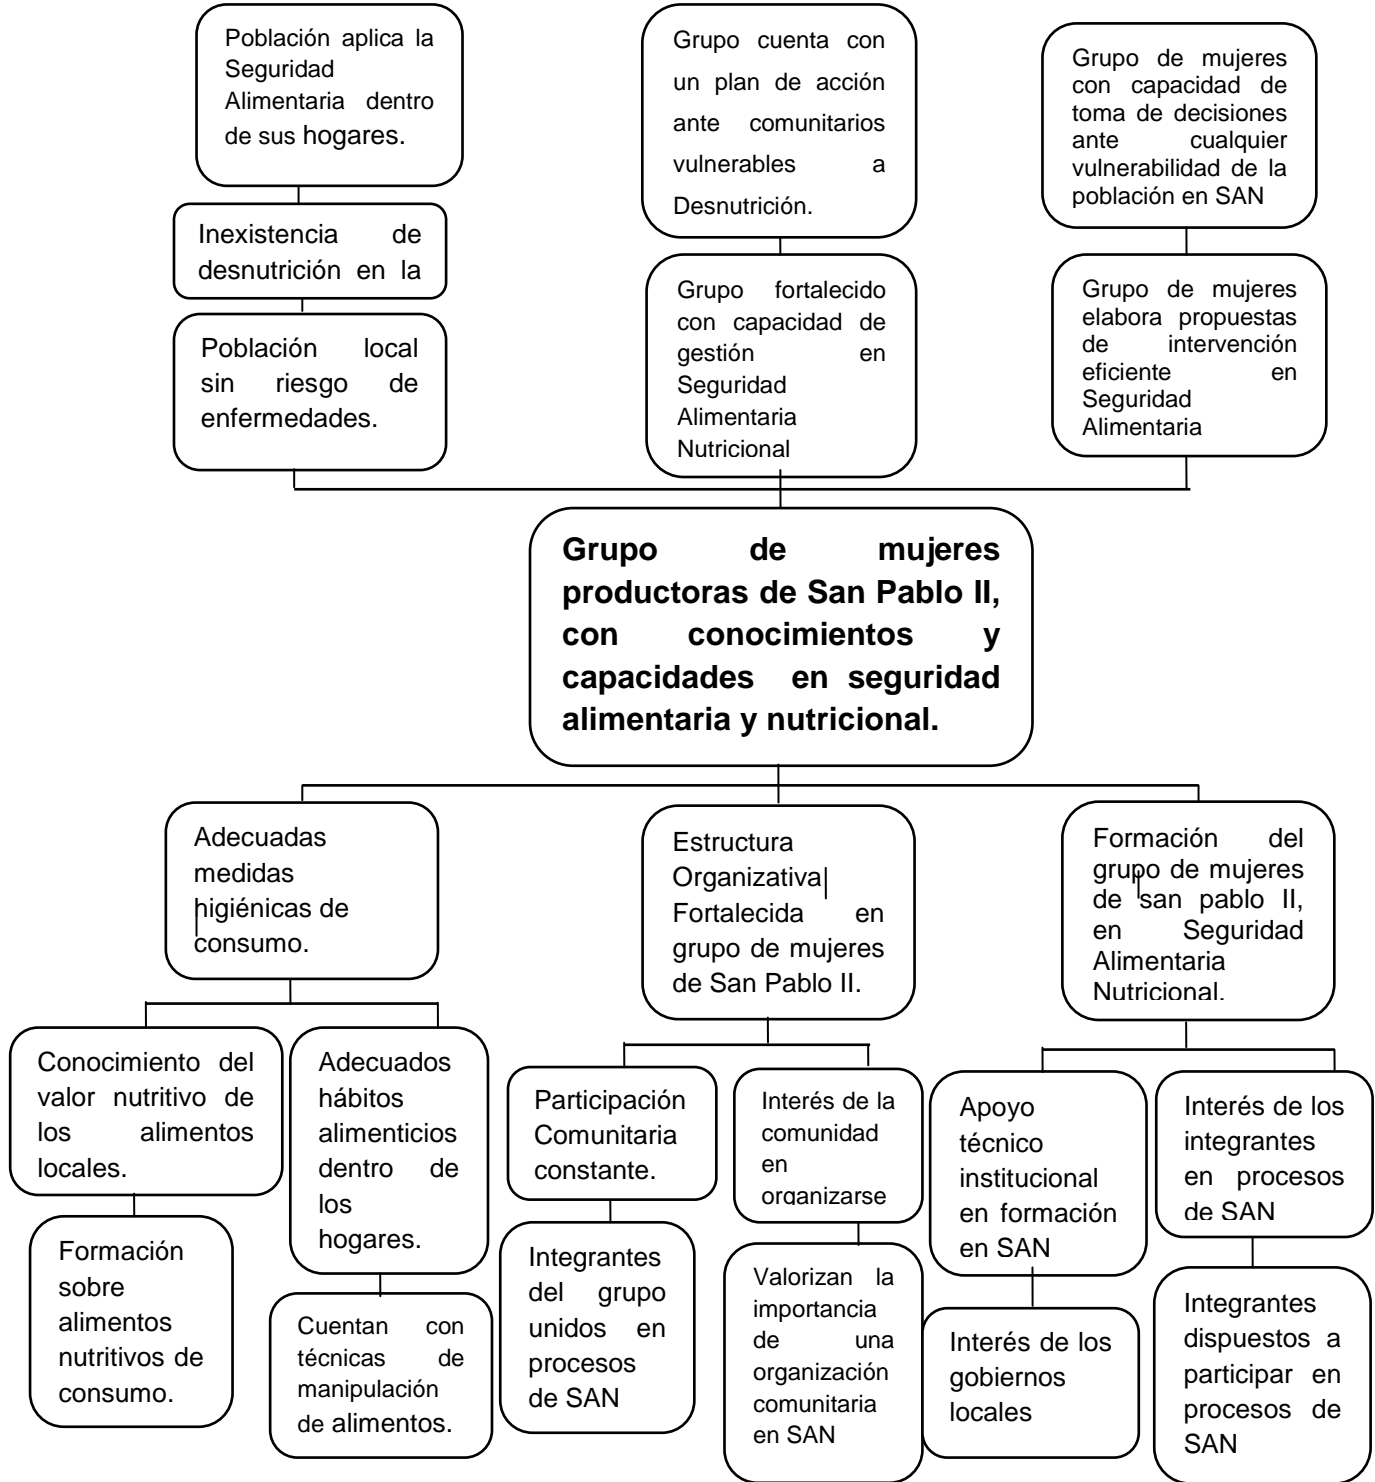 Población aplica la
Seguridad
Alimentaria dentro
de sus hogares.
Grupo cuenta con
un plan de acción
ante comunitarios
vulnerables a
Desnutrición.
Grupo de mujeres
con capacidad de
toma de decisiones
ante cualquier
vulnerabilidad de la
población en SAN
Inexistencia de
desnutrición en la
Grupo fortalecido
con capacidad de
gestión en
Seguridad
Alimentaria
Nutricional
Grupo de mujeres
elabora propuestas
de intervención
eficiente en
Seguridad
Alimentaria
Población local
sin riesgo de
enfermedades.
Grupo de mujeres
productoras de San Pablo II,
con conocimientos y
capacidades en seguridad
alimentaria y nutricional.
Adecuadas
medidas
higiénicas de
consumo.
Estructura
Organizativa
Fortalecida en
grupo de mujeres
de San Pablo II.
Formación del
grupo de mujeres
de san pablo II,
en Seguridad
Alimentaria
Nutricional.
Conocimiento del
valor nutritivo de
los alimentos
locales.
Adecuados
hábitos
alimenticios
dentro de
los
hogares.
Participación
Comunitaria
constante.
Interés de la
comunidad
en
organizarse
Apoyo
técnico
institucional
en formación
en SAN
Interés de los
integrantes
en procesos
de SAN
Formación
sobre
alimentos
nutritivos de
consumo.
Cuentan con
técnicas de
manipulación
de alimentos.
Integrantes
del grupo
unidos en
procesos
de SAN
Valorizan la
importancia
de una
organización
comunitaria
en SAN
Interés de los
gobiernos
locales
Integrantes
dispuestos a
participar en
procesos de
SAN